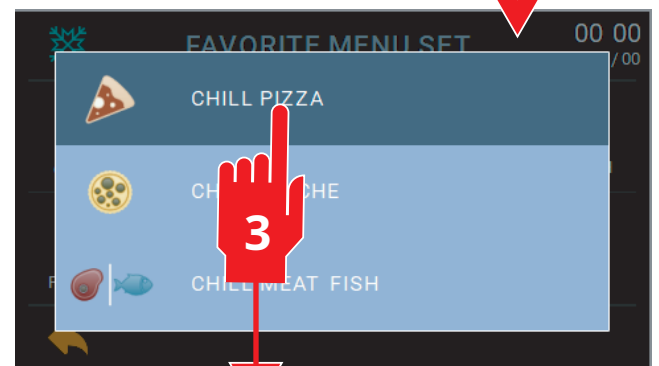 FAVORITE MENU SET
00 00
/ 00
CHILL PIZZA
CH CHE
3
CHILL MEAT FISH
F